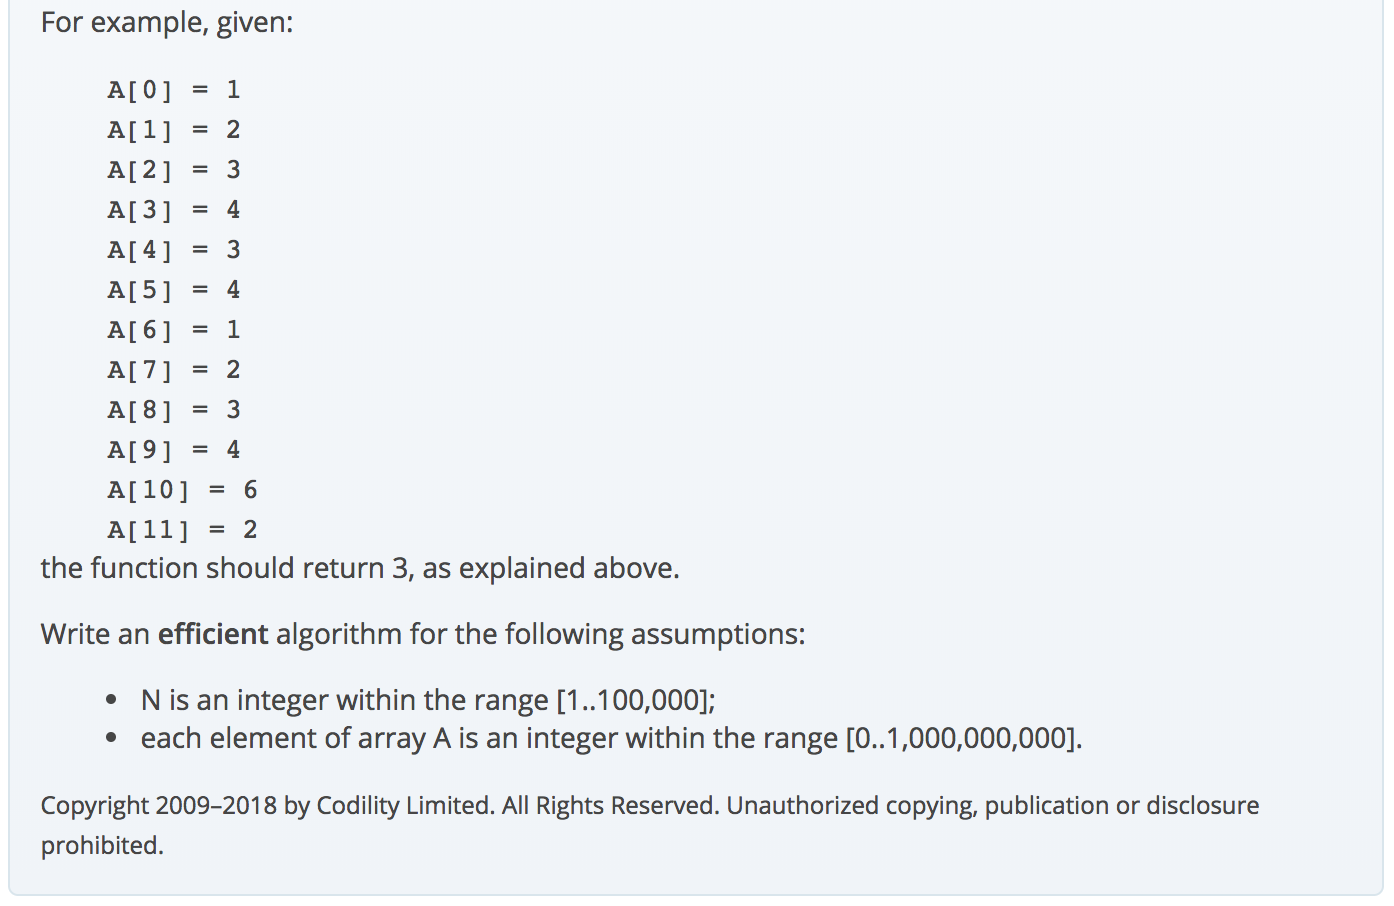 For example, given:
A[0] = 1
A[1] = 2
A[2] = 3
A[3] = 4
A[4] = 3
A[5] = 4
A[6] = 1
A[7] = 2
A[8] = 3
A[9] = 4
A[10] = 6
A[11] = 2
the function should return 3, as explained above.
Write an efficient algorithm for the following assumptions:
• N is an integer within the range [1..100,000];
• each element of array A is an integer within the range [0..1,000,000,000].
Copyright 2009–2018 by Codility Limited. All Rights Reserved. Unauthorized copying, publication or disclosure
prohibited.